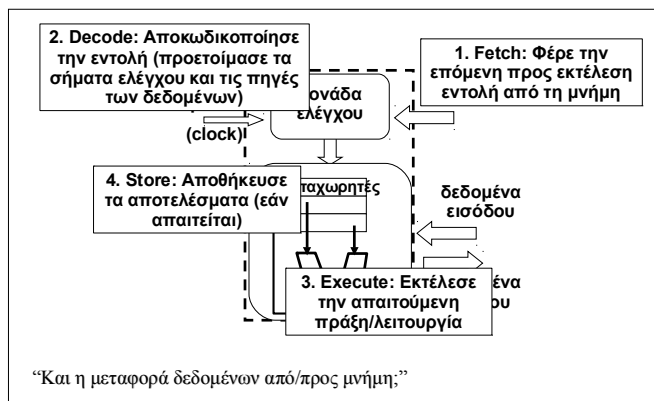 2. Decode: Αποκωδικοποίησε
την εντολή (προετοίμασε τα
σήματα ελέγχου και τις πηγές
των δεδομένων)
1. Fetch: Φέρε την
επόμενη προς εκτέλεση
εντολή από τη μνήμη
ονάδα
ελέγχου
(clock)
4. Store: Αποθήκευσε
τα αποτελέσματα (εάν
απαιτείται)
ταχωρητές
δεδομένα
εισόδου
3. Execute: Εκτέλεσε
την απαιτούμενη
πράξη/λειτουργία
ένα
ου
“Και η μεταφορά δεδομένων από/προς μνήμη;”